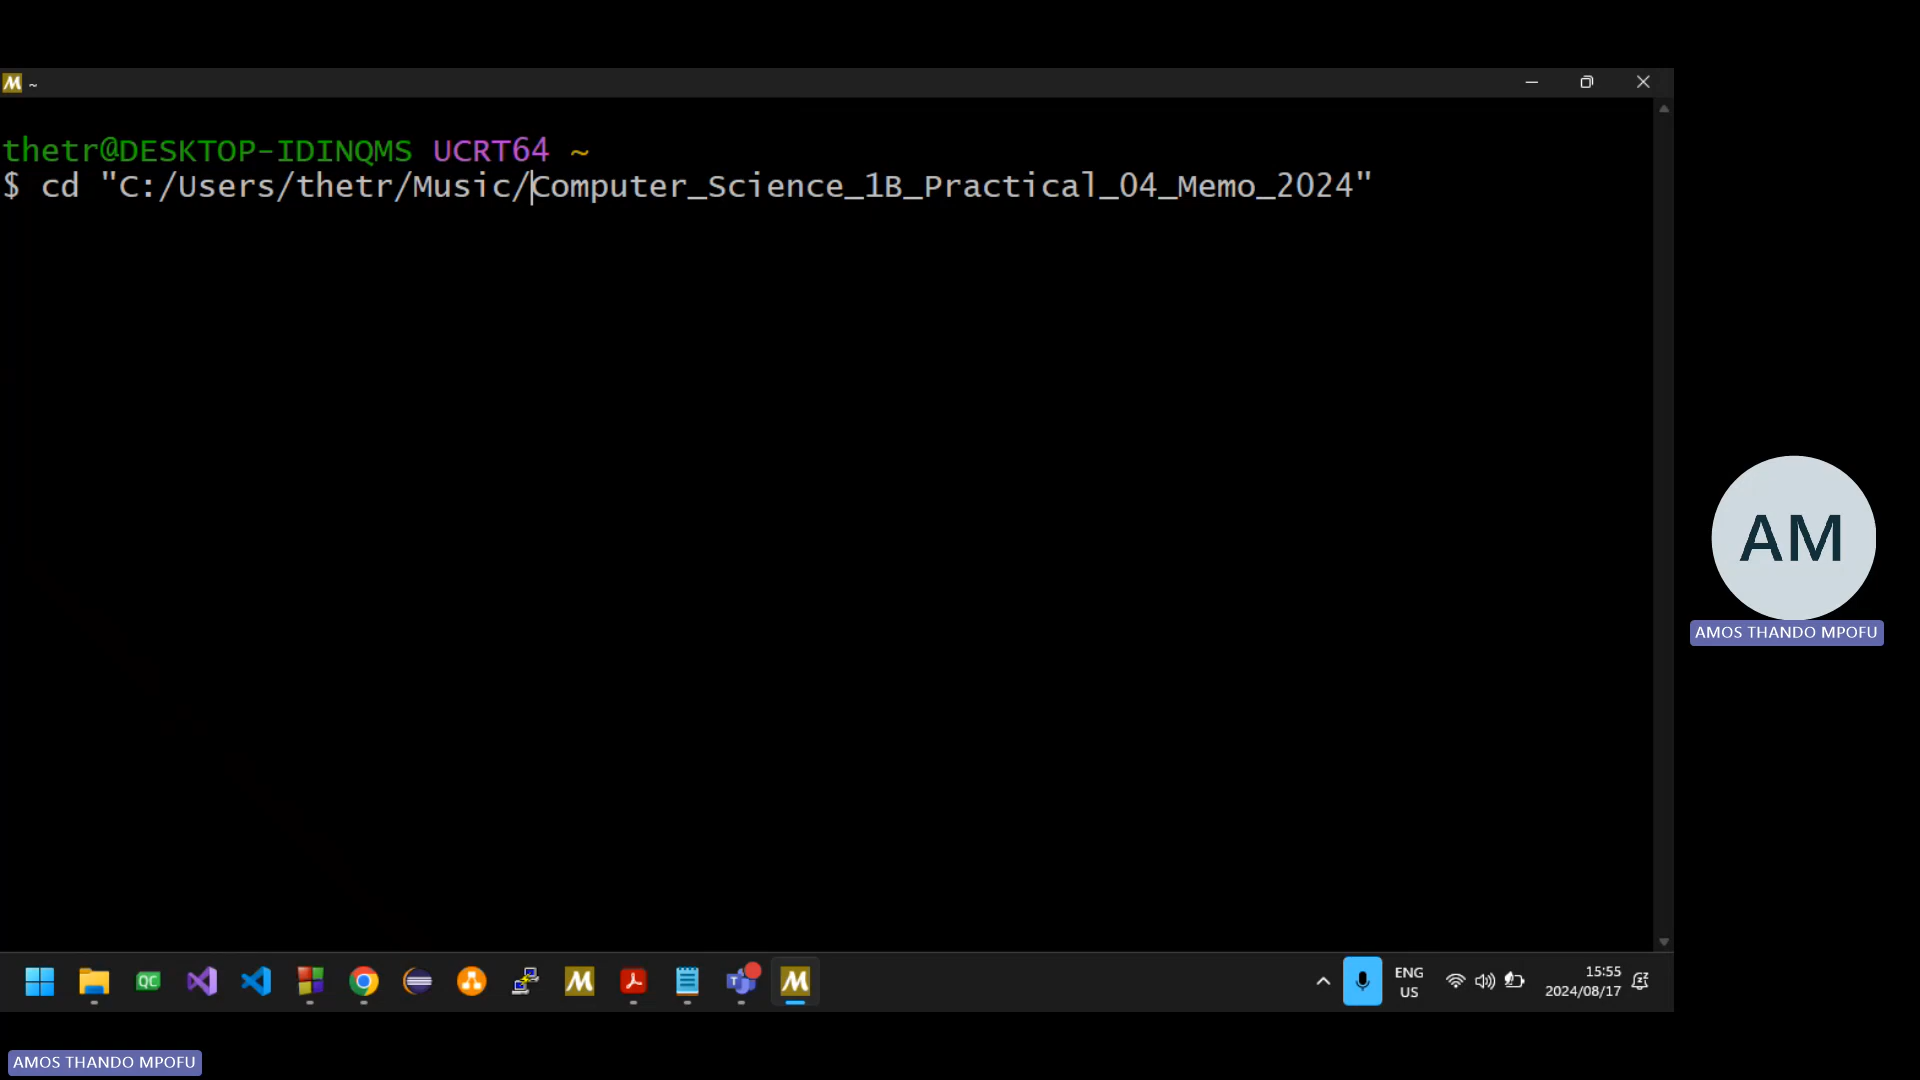 ~
thetr@DESKTOP-IDINQMS UCRT64 ~
$ cd "C:/Users/thetr/Music/Computer_Science_1B_Practical_04_Memo_2024"
AM
AMOS THANDO MPOFU
QC
ENG
US
15:55
2024/08/17
AMOS THANDO MPOFU